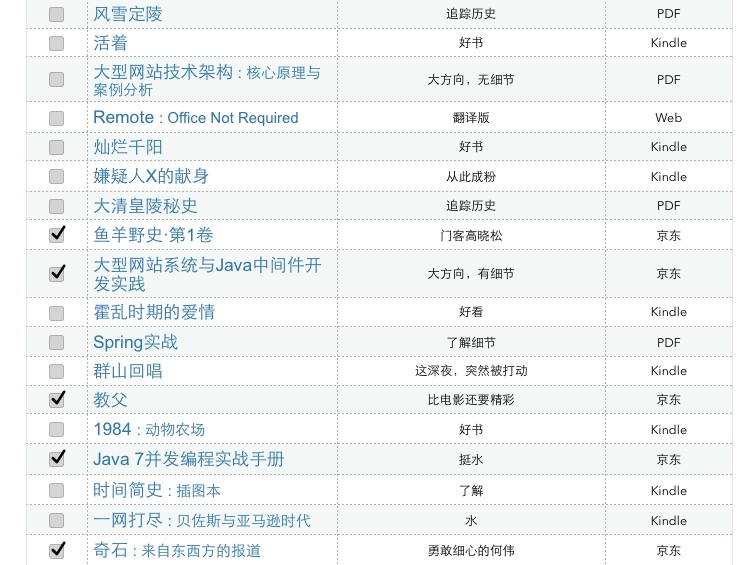 风雪定陵 追踪历史 PDF
活着 好书 Kindle
大型网站技术架构 : 核心原理与
案例分析 大方向，无细节 PDF
Remote : Office Not Required 翻译版 Web
灿烂千阳 好书 Kindle
嫌疑人X的献身 从此成粉 Kindle
大清皇陵秘史 追踪历史 PDF
鱼羊野史·第1卷 门客高晓松 京东
大型网站系统与Java中间件开
发实践 大方向，有细节 京东
霍乱时期的爱情 好看 Kindle
Spring实战 了解细节 PDF
群山回唱 这深夜，突然被打动 Kindle
教父 比电影还要精彩 京东
1984 : 动物农场 好书 Kindle
Java 7并发编程实战手册 挺水 京东
时间简史 : 插图本 了解 Kindle
一网打尽 : 贝佐斯与亚马逊时代 水 Kindle
奇石 : 来自东西方的报道 勇敢细心的何伟 京东